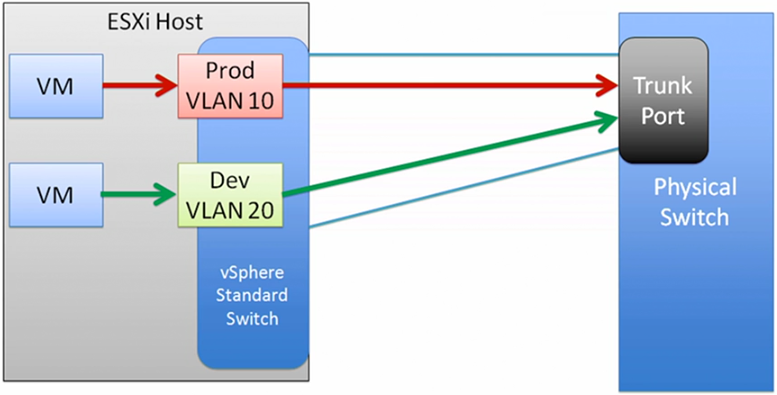 ESXi Host
VM
Prod
VLAN 10
VM
Dev
VLAN 20
vSphere
Standard
Switch
Trunk
Port
Physical
Switch